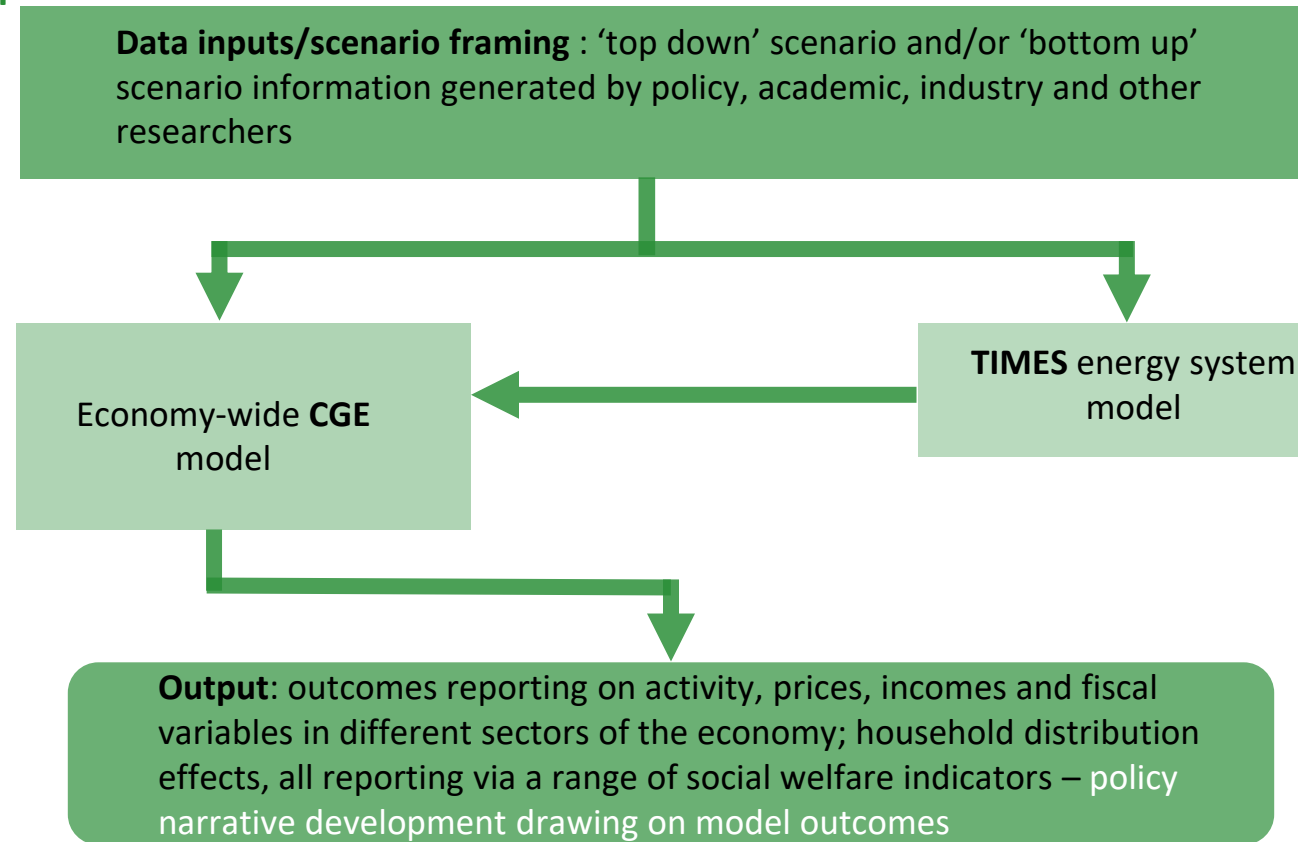 Data inputs/scenario framing : ‘top down’ scenario and/or ‘bottom up’
scenario information generated by policy, academic, industry and other
researchers
Economy-wide CGE
model
TIMES energy system
model
Output: outcomes reporting on activity, prices, incomes and fiscal
variables in different sectors of the economy; household distribution
effects, all reporting via a range of social welfare indicators – policy
narrative development drawing on model outcomes